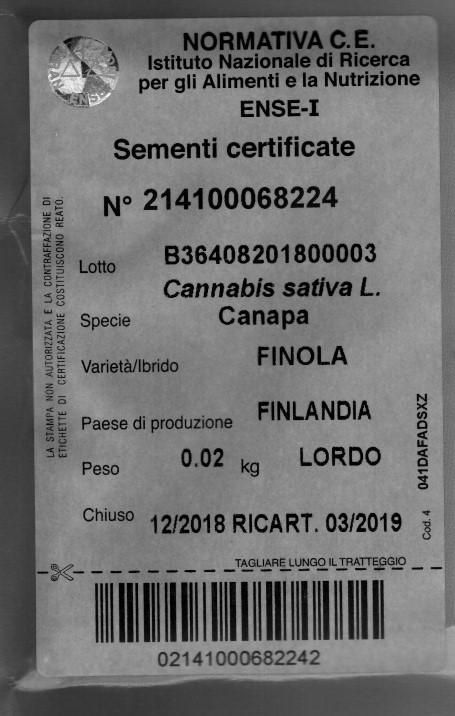 NORMATIVA C.E.
Istituto Nazionale di Ricerca
per gli Alimenti e la Nutrizione
ENSE-I
Sementi certificate
N° 214100068224
Lotto B36408201800003
Cannabis sativa L.
Specie Canapa
Varietà/Ibrido FINOLA
Paese di produzione FINLANDIA
Peso 0.02 kg LORDO
Chiuso 12/2018 RICART. 03/2019
TAGLIARE LUNGO IL TRATTEGGIO
02141000682242
LA STAMPA NON AUTORIZZATA E LA CONTRAFFAZIONE DI
ETICHETTE DI CERTIFICAZIONE COSTITUISCONO REATO.
041DAFADSXZ
Cod. 4
ENSE